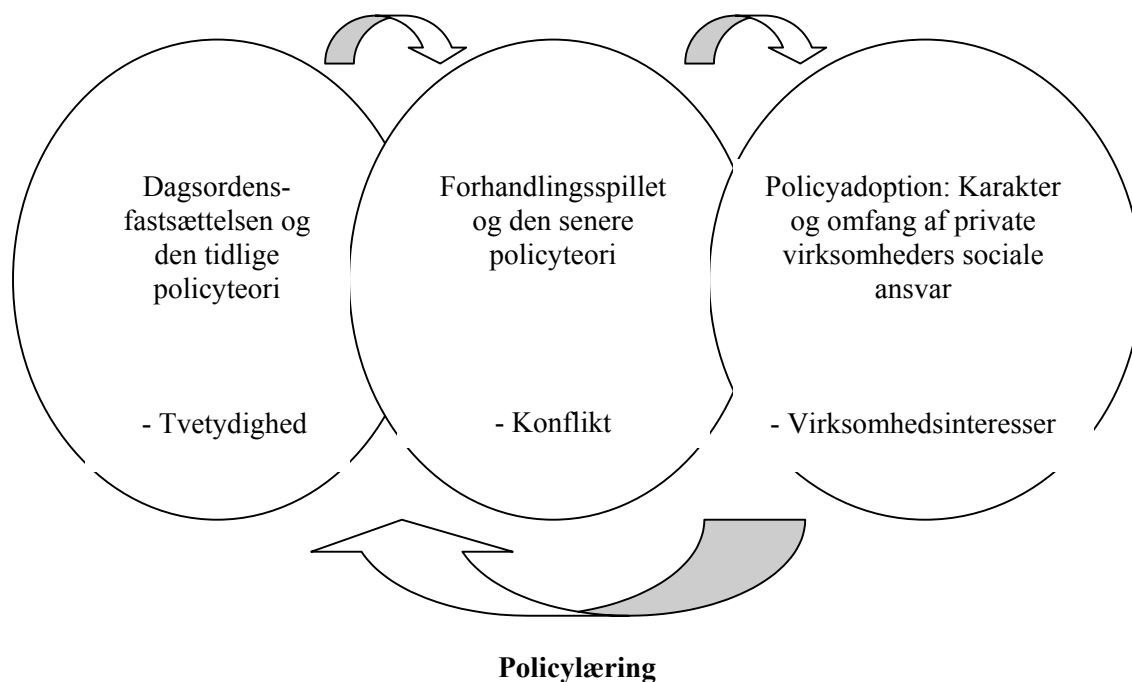 Dagsordens-
fastsættelsen og
den tidlige
policyteori
- Tvetydighed
Forhandlingsspillet
og den senere
policyteori
- Konflikt
Policyadoption: Karakter
og omfang af private
virksomheders sociale
ansvar
- Virksomhedsinteresser
Policylæring